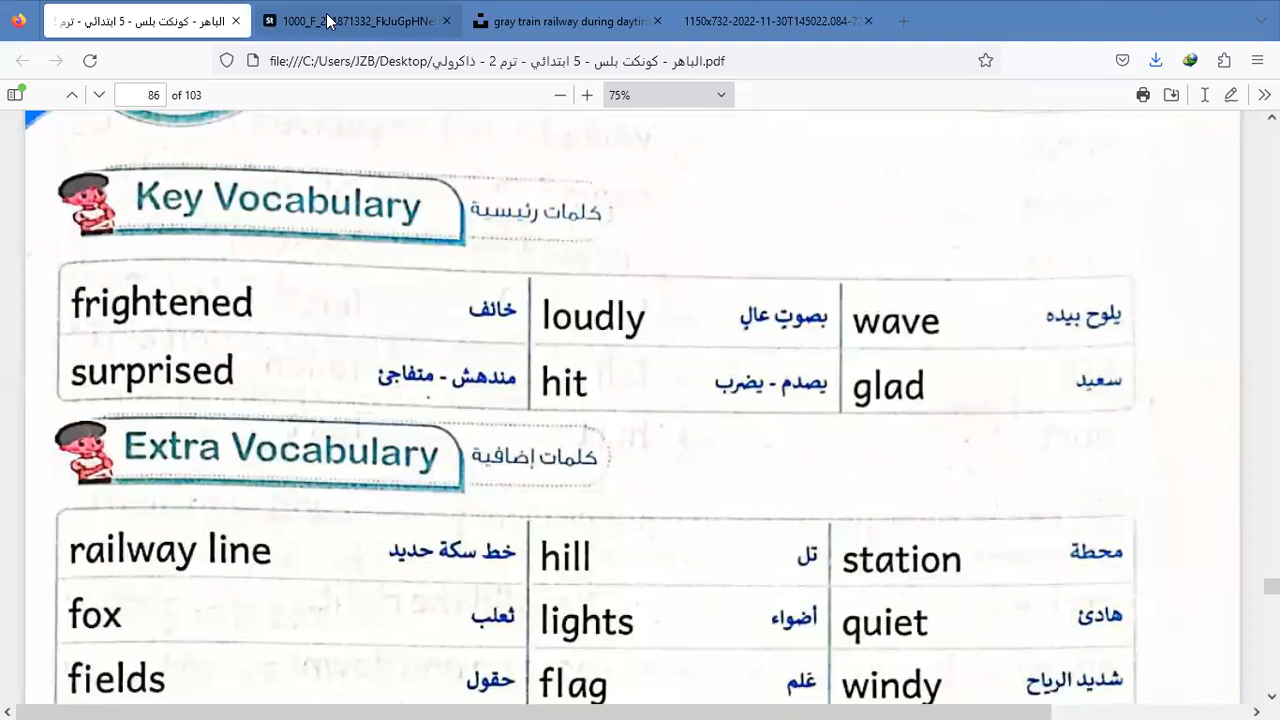 الباهر - كونكت بلس - 5 ابتدائي - ترم 2
gray train railway during daytim
1150x732-2022-11-30T145022.084-7
file:///C:/Users/JZB/Desktop/الباهر - كونكت بلس - 5 ابتدائي - ترم 2 - ذاكرولي.pdf
86 of 103
75%
Key Vocabulary كلمات رئيسية
frightened خائف loudly بصوتٍ عالٍ wave يلوح بيده
surprised مندهش - متفاجئ hit يصدم - يضرب glad سعيد
Extra Vocabulary كلمات إضافية
railway line خط سكة حديد hill تل station محطة
fox ثعلب lights أضواء quiet هادئ
fields حقول flag عَلم windy شديد الرياح